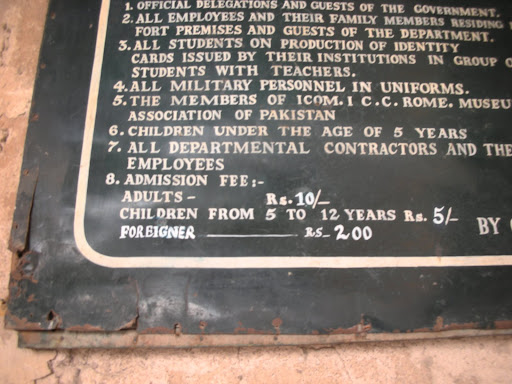 1. OFFICIAL DELEGATIONS AND GUESTS OF THE GOVERNMENT.
2. ALL EMPLOYEES AND THEIR FAMILY MEMBERS RESIDING
FORT PREMISES AND GUESTS OF THE DEPARTMENT.
3. ALL STUDENTS ON PRODUCTION OF IDENTITY
CARDS ISSUED BY THEIR INSTITUTIONS IN GROUP
STUDENTS WITH TEACHERS.
4. ALL MILITARY PERSONNEL IN UNIFORMS.
5. THE MEMBERS OF ICOM. I C.C. ROME. MUSEU
ASSOCIATION OF PAKISTAN
6. CHILDREN UNDER THE AGE OF 5 YEARS
7. ALL DEPARTMENTAL CONTRACTORS AND THE
EMPLOYEES
8. ADMISSION FEE:-
ADULTS - Rs. 10/-
CHILDREN FROM 5 TO 12 YEARS Rs. 5/-
FOREIGNER — RS- 200
BY